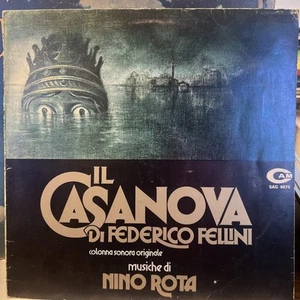 IL
CASANOVA
DI FEDERICO FELLINI
colonna sonora originale
musiche di
NINO ROTA
CAM